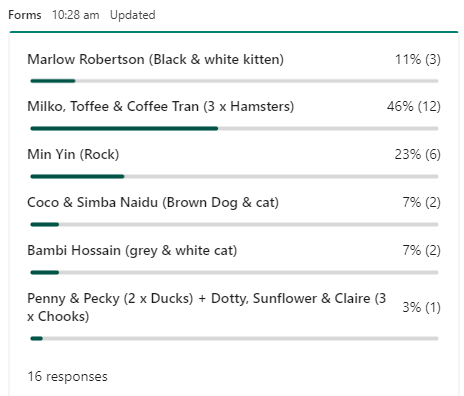 Forms 10:28 am Updated
Marlow Robertson (Black & white kitten) 11% (3)
Milko, Toffee & Coffee Tran (3 x Hamsters) 46% (12)
Min Yin (Rock) 23% (6)
Coco & Simba Naidu (Brown Dog & cat) 7% (2)
Bambi Hossain (grey & white cat) 7% (2)
Penny & Pecky (2 x Ducks) + Dotty, Sunflower & Claire (3
x Chooks) 3% (1)
16 responses